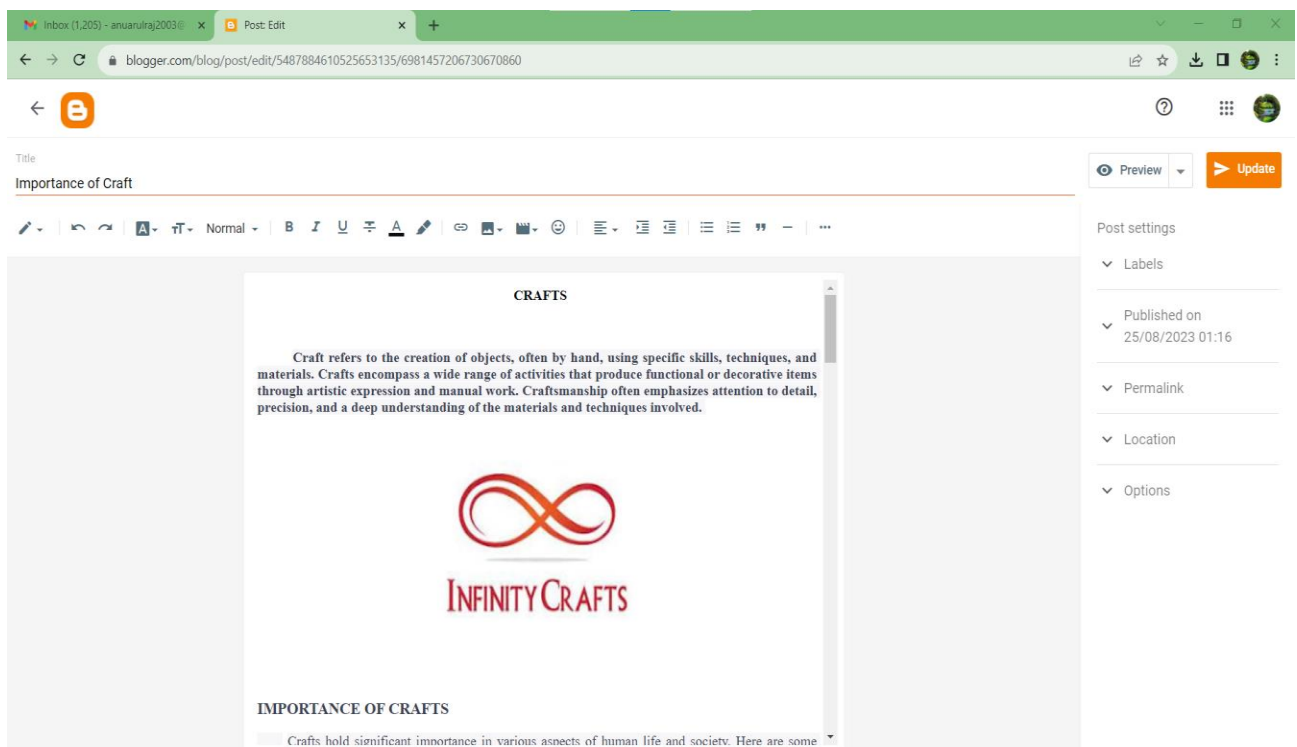 Inbox (1,205) - anuarulraj2003@
Post: Edit
blogger.com/blog/post/edit/5487884610525653135/6981457206730670860
Title
Importance of Craft
Preview
Update
Normal
B I U A
Post settings
Labels
Published on
25/08/2023 01:16
Permalink
Location
Options
CRAFTS
Craft refers to the creation of objects, often by hand, using specific skills, techniques, and
materials. Crafts encompass a wide range of activities that produce functional or decorative items
through artistic expression and manual work. Craftsmanship often emphasizes attention to detail,
precision, and a deep understanding of the materials and techniques involved.
INFINITY CRAFTS
IMPORTANCE OF CRAFTS
Crafts hold significant importance in various aspects of human life and society. Here are some